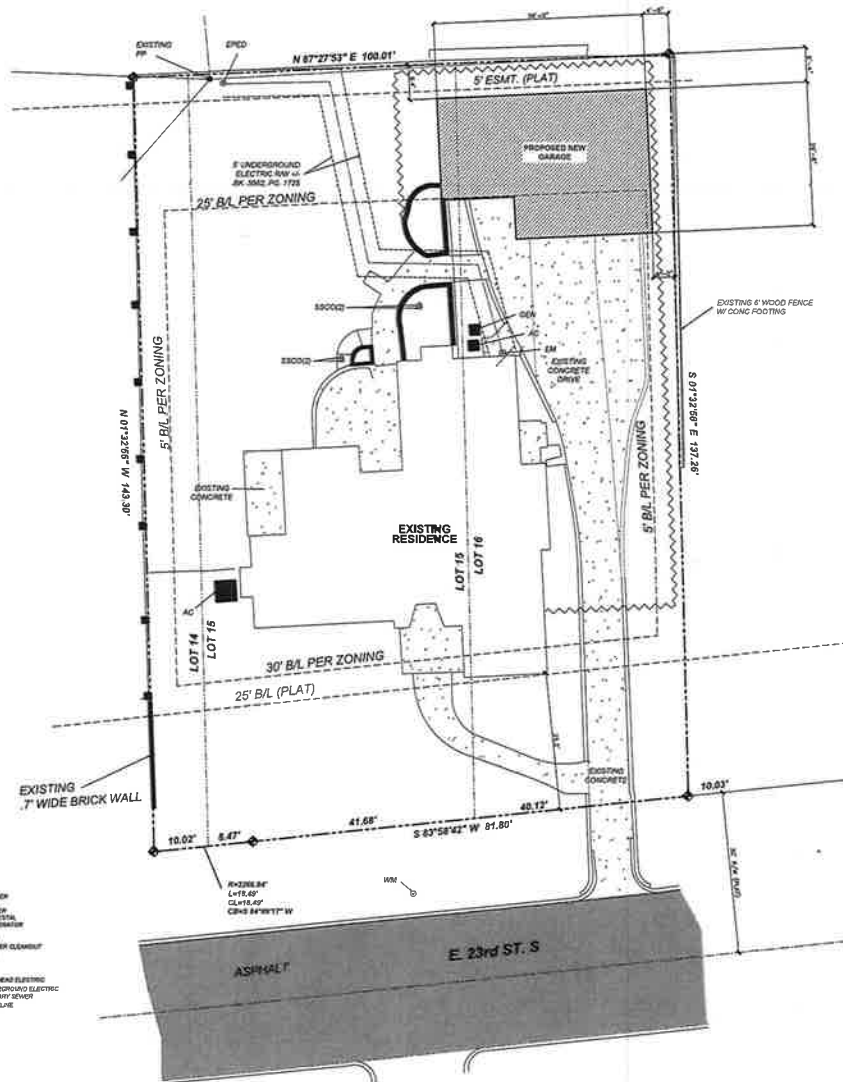 EXISTING
PP
EPED
N 87°27'53" E 100.01'
5' ESMT. (PLAT)
PROPOSED NEW
GARAGE
5' UNDERGROUND
ELECTRIC R/W +/-
25' B/L PER ZONING
SSCO(2)
GEN
AC
EM
EXISTING
CONCRETE
DRIVE
EXISTING 6' WOOD FENCE
W/ CONC FOOTING
SSCO(2)
5' B/L PER ZONING
N 01°32'56" W 143.30'
S 01°32'56" E 137.26'
5' B/L PER ZONING
EXISTING
CONCRETE
EXISTING
RESIDENCE
LOT 15
LOT 16
AC
LOT 14
LOT 15
30' B/L PER ZONING
25' B/L (PLAT)
EXISTING
.7' WIDE BRICK WALL
EXISTING
CONCRETE
10.03'
10.02'
8.47'
41.68'
40.12'
S 83°58'42" W 81.80'
L=18.49'
CL=18.49'
WM
ASPHALT
E. 23rd ST. S